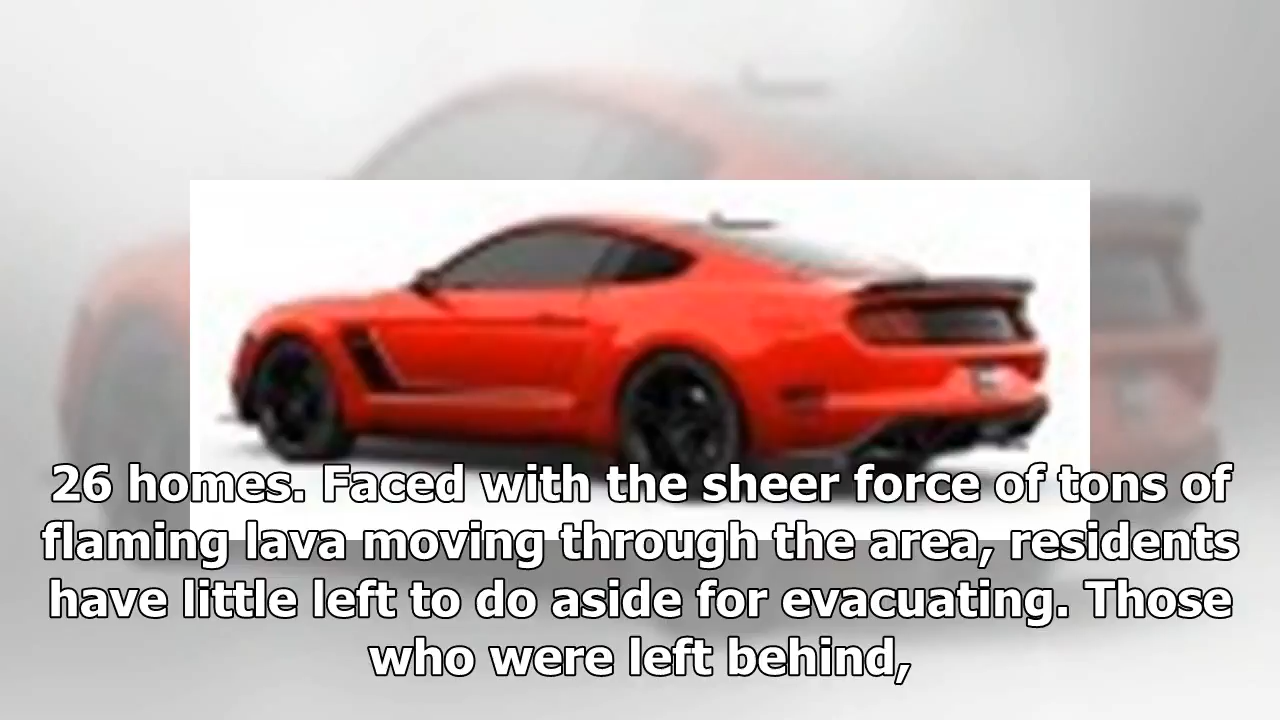 26 homes. Faced with the sheer force of tons of
flaming lava moving through the area, residents
have little left to do aside for evacuating. Those
who were left behind,